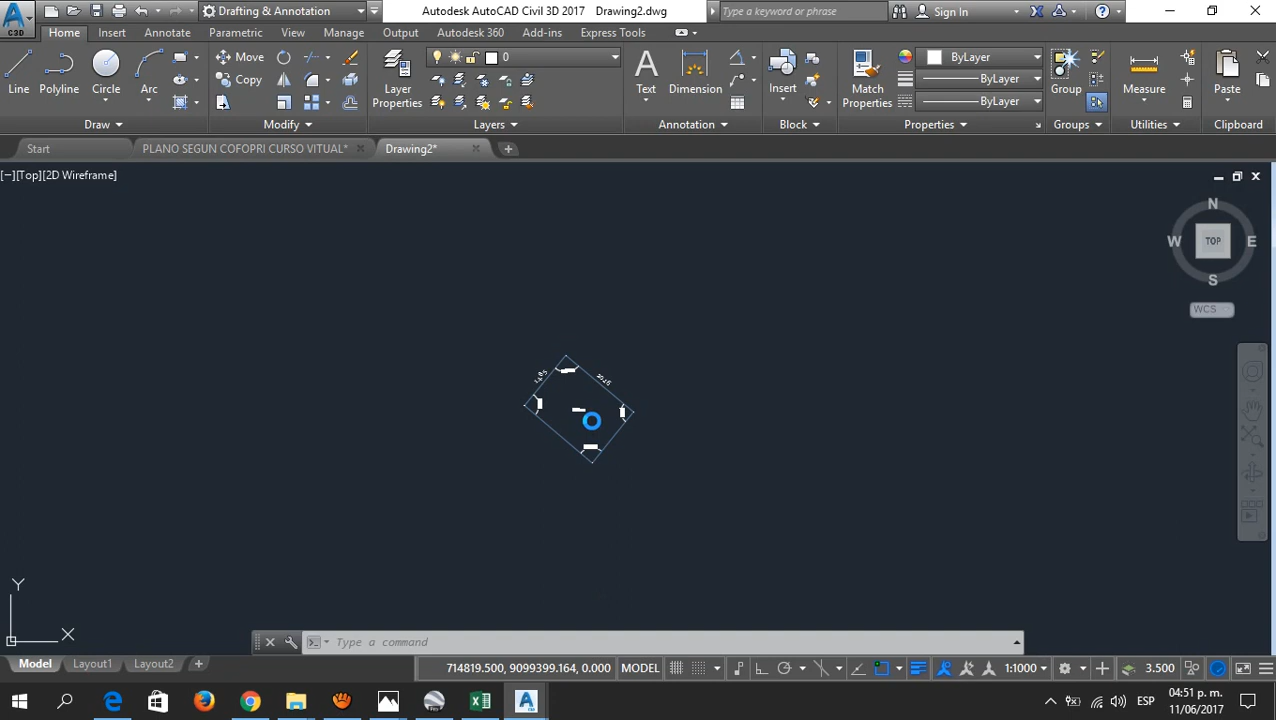 Drafting & Annotation
Autodesk AutoCAD Civil 3D 2017 Drawing2.dwg
Type a keyword or phrase
Sign In
C3D
Home Insert Annotate Parametric View Manage Output Autodesk 360 Add-ins Express Tools
Line
Polyline
Circle
Arc
Move
Copy
Layer Properties
0
Text
Dimension
Insert
Match Properties
ByLayer
ByLayer
ByLayer
Group
Measure
Paste
Draw
Modify
Layers
Annotation
Block
Properties
Groups
Utilities
Clipboard
Start
PLANO SEGUN COFOPRI CURSO VITUAL*
Drawing2*
[−][Top][2D Wireframe]
N
W TOP E
S
WCS
Y
X
Type a command
Model Layout1 Layout2
714819.500, 9099399.164, 0.000 MODEL
1:1000
3.500
ESP
04:51 p. m.
11/06/2017